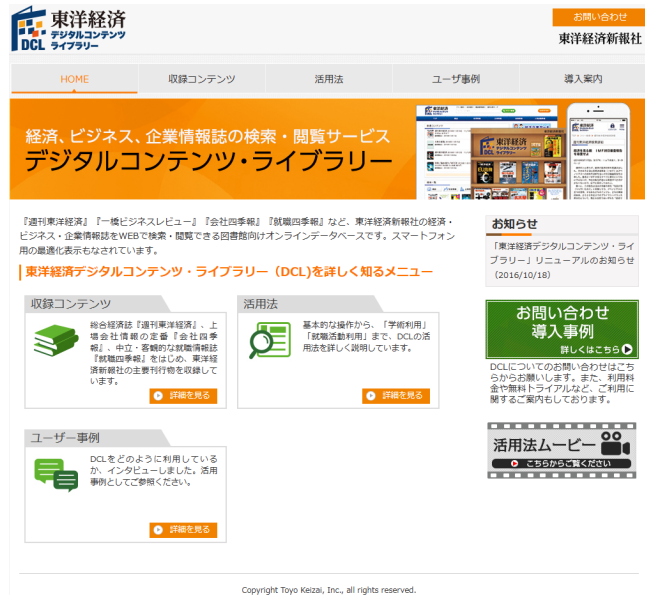 東洋経済
デジタルコンテンツ
DCL ライブラリー
お問い合わせ
東洋経済新報社
HOME
収録コンテンツ
活用法
ユーザ事例
導入案内
経済、ビジネス、企業情報誌の検索・閲覧サービス
デジタルコンテンツ・ライブラリー
『週刊東洋経済』『一橋ビジネスレビュー』『会社四季報』『就職四季報』など、東洋経済新報社の経済・
ビジネス・企業情報誌をWEBで検索・閲覧できる図書館向けオンラインデータベースです。スマートフォン
用の最適化表示もなされています。
東洋経済デジタルコンテンツ・ライブラリー（DCL)を詳しく知るメニュー
収録コンテンツ
総合経済誌『週刊東洋経済』、上
場会社情報の定番『会社四季
報』、中立・客観的な就職情報誌
『就職四季報』をはじめ、東洋経
済新報社の主要刊行物を収録して
います。
詳細を見る
活用法
基本的な操作から、「学術利用」
「就職活動利用」まで、DCLの活
用法を詳しく説明しています。
詳細を見る
ユーザー事例
DCLをどのように利用している
か、インタビューしました。活用
事例としてご参照ください。
詳細を見る
お知らせ
「東洋経済デジタルコンテンツ・ライ
ブラリー」リニューアルのお知らせ
（2016/10/18）
お問い合わせ
導入事例
詳しくはこちら
DCLについてのお問い合わせはこち
らからお願いします。また、利用料
金や無料トライアルなど、ご利用に
関するご案内もしております。
活用法ムービー
こちらからご覧ください
Copyright Toyo Keizai, Inc., all rights reserved.